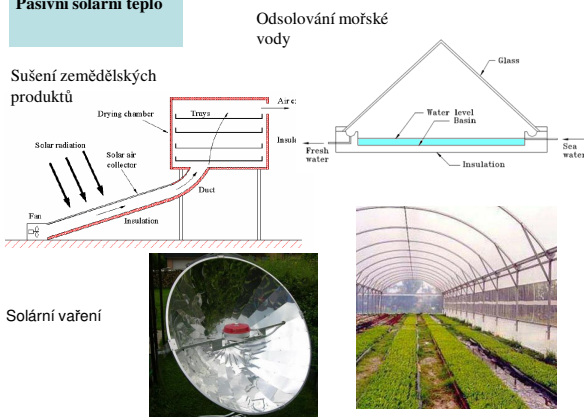 Pasivní solární teplo
Odsolování mořské
vody
Sušení zemědělských
produktů
Drying chamber
Trays
Air
Solar radiation
Solar air
collector
Duct
Fan
Insulation
Glass
Water level
Basin
Fresh
water
Sea
water
Insulation
Solární vaření